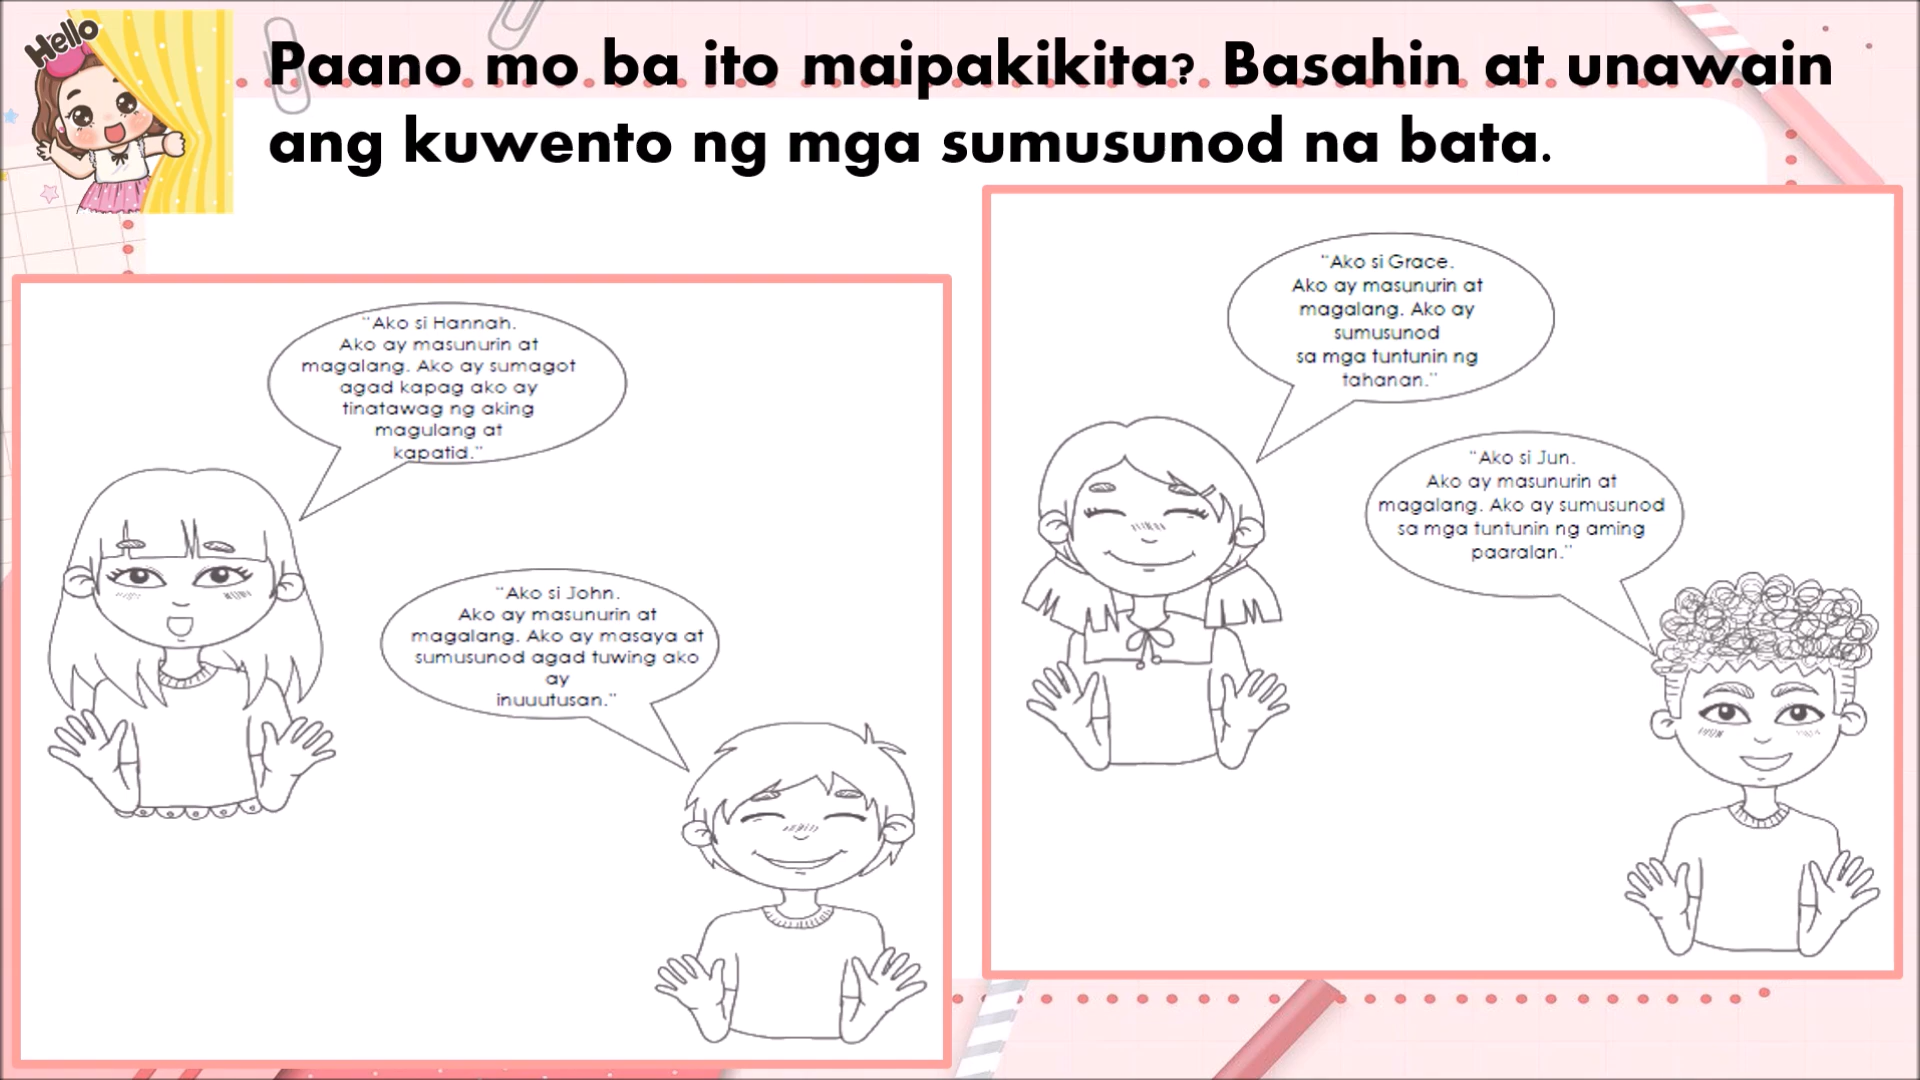 Hello
Paano mo ba ito maipakikita? Basahin at unawain
ang kuwento ng mga sumusunod na bata.
"Ako si Hannah.
Ako ay masunurin at
magalang. Ako ay sumagot
agad kapag ako ay
tinatawag ng aking
magulang at
kapatid."
"Ako si John.
Ako ay masunurin at
magalang. Ako ay masaya at
sumusunod agad tuwing ako
ay
inuuutusan."
"Ako si Grace.
Ako ay masunurin at
magalang. Ako ay
sumusunod
sa mga tuntunin ng
tahanan."
"Ako si Jun.
Ako ay masunurin at
magalang. Ako ay sumusunod
sa mga tuntunin ng aming
paaralan."